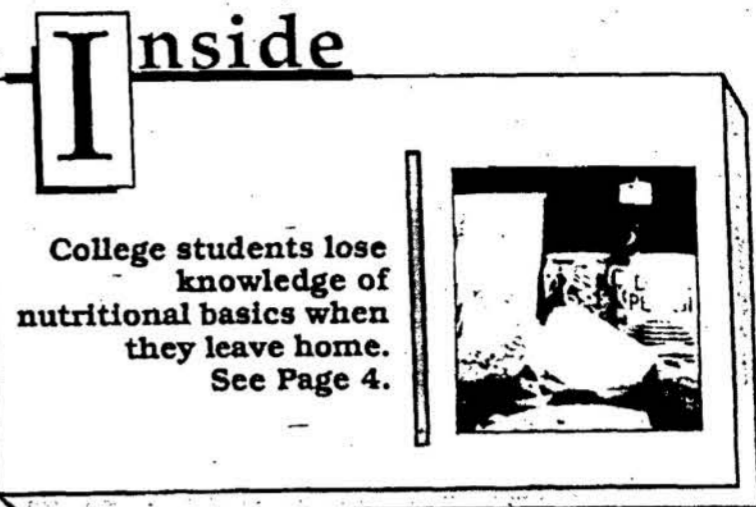 Inside
College students lose
knowledge of
nutritional basics when
they leave home.
See Page 4.